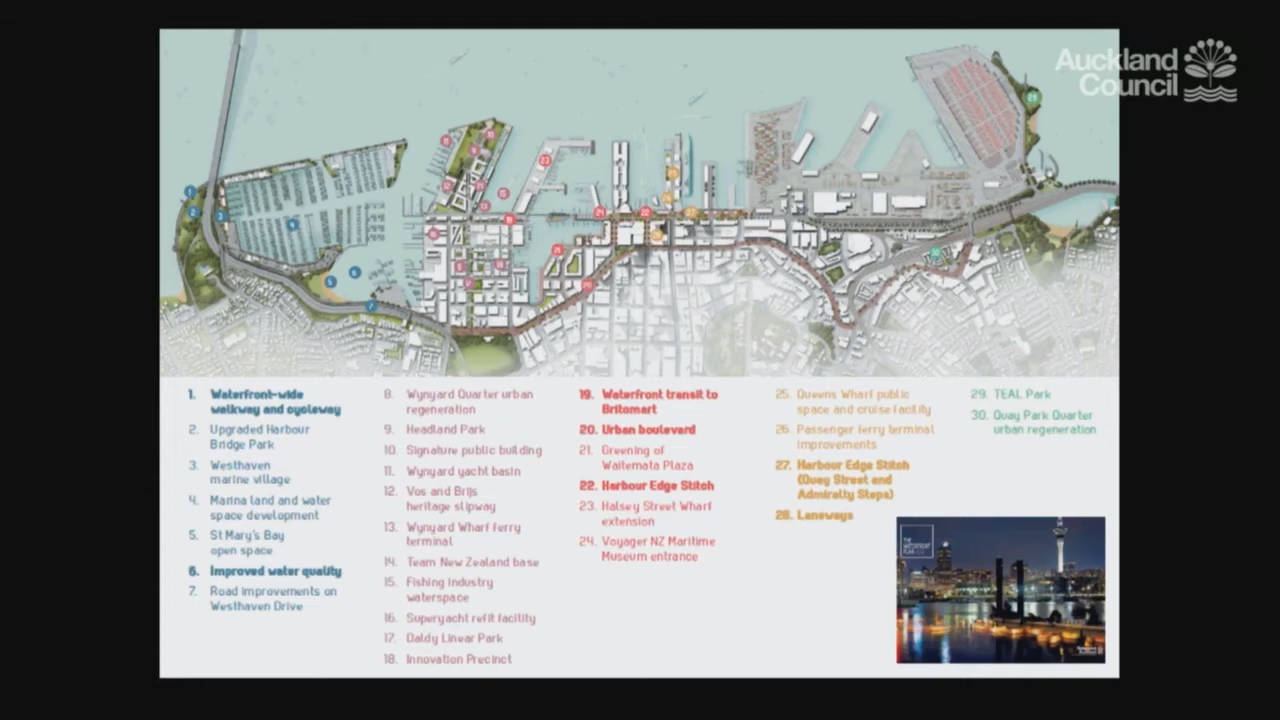 Auckland
Council
1. Waterfront-wide
walkway and cycleway
2. Upgraded Harbour
Bridge Park
3. Westhaven
marine village
4. Marina land and water
space development
5. St Mary's Bay
open space
6. Improved water quality
7. Road improvements on
Westhaven Drive
8. Wynyard Quarter urban
regeneration
9. Headland Park
10. Signature public building
11. Wynyard yacht basin
12. Vos and Brijs
heritage slipway
13. Wynyard Wharf ferry
terminal
14. Team New Zealand base
15. Fishing industry
waterspace
16. Superyacht refit facility
17. Daldy Linear Park
18. Innovation Precinct
19. Waterfront transit to
Britomart
20. Urban boulevard
21. Greening of
Waitemata Plaza
22. Harbour Edge Stitch
23. Halsey Street Wharf
extension
24. Voyager NZ Maritime
Museum entrance
25. Queens Wharf public
space and cruise facility
26. Passenger ferry terminal
improvements
27. Harbour Edge Stitch
(Quay Street and
Admiralty Steps)
28. Laneways
29. TEAL Park
30. Quay Park Quarter
urban regeneration
THE
WATERFRONT
PLAN